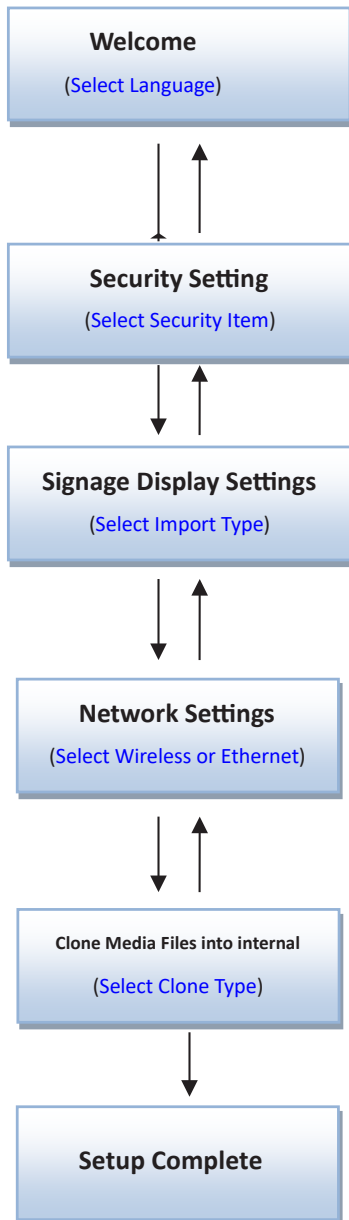 Welcome
(Select Language)
Security Setting
(Select Security Item)
Signage Display Settings
(Select Import Type)
Network Settings
(Select Wireless or Ethernet)
Clone Media Files into internal
(Select Clone Type)
Setup Complete